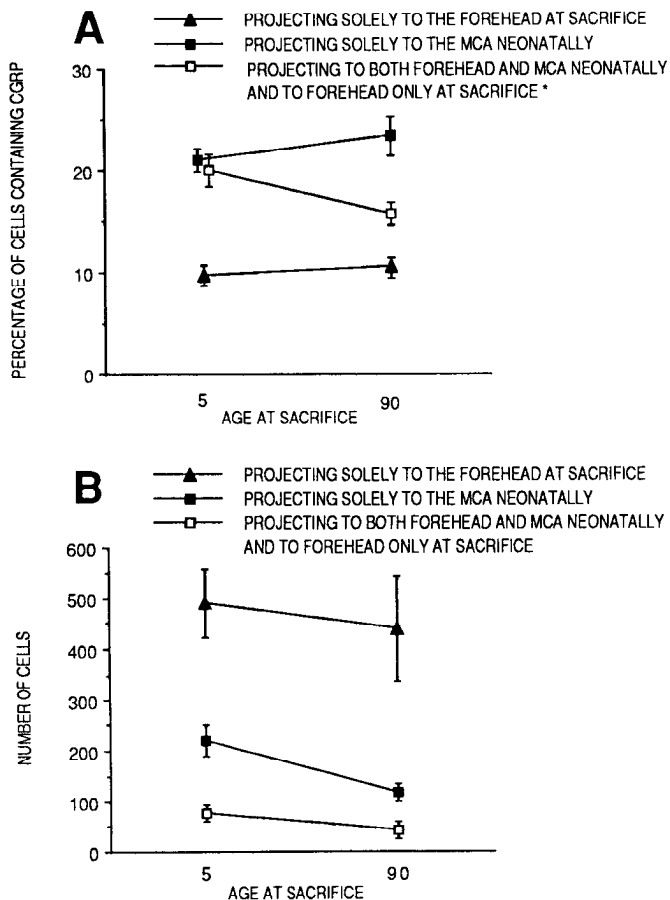 A
PROJECTING SOLELY TO THE FOREHEAD AT SACRIFICE
PROJECTING SOLELY TO THE MCA NEONATALLY
PROJECTING TO BOTH FOREHEAD AND MCA NEONATALLY
AND TO FOREHEAD ONLY AT SACRIFICE *
PERCENTAGE OF CELLS CONTAINING CGRP
30
20
10
0
5 90
AGE AT SACRIFICE
B
PROJECTING SOLELY TO THE FOREHEAD AT SACRIFICE
PROJECTING SOLELY TO THE MCA NEONATALLY
PROJECTING TO BOTH FOREHEAD AND MCA NEONATALLY
AND TO FOREHEAD ONLY AT SACRIFICE
NUMBER OF CELLS
600
500
400
300
200
100
0
5 90
AGE AT SACRIFICE